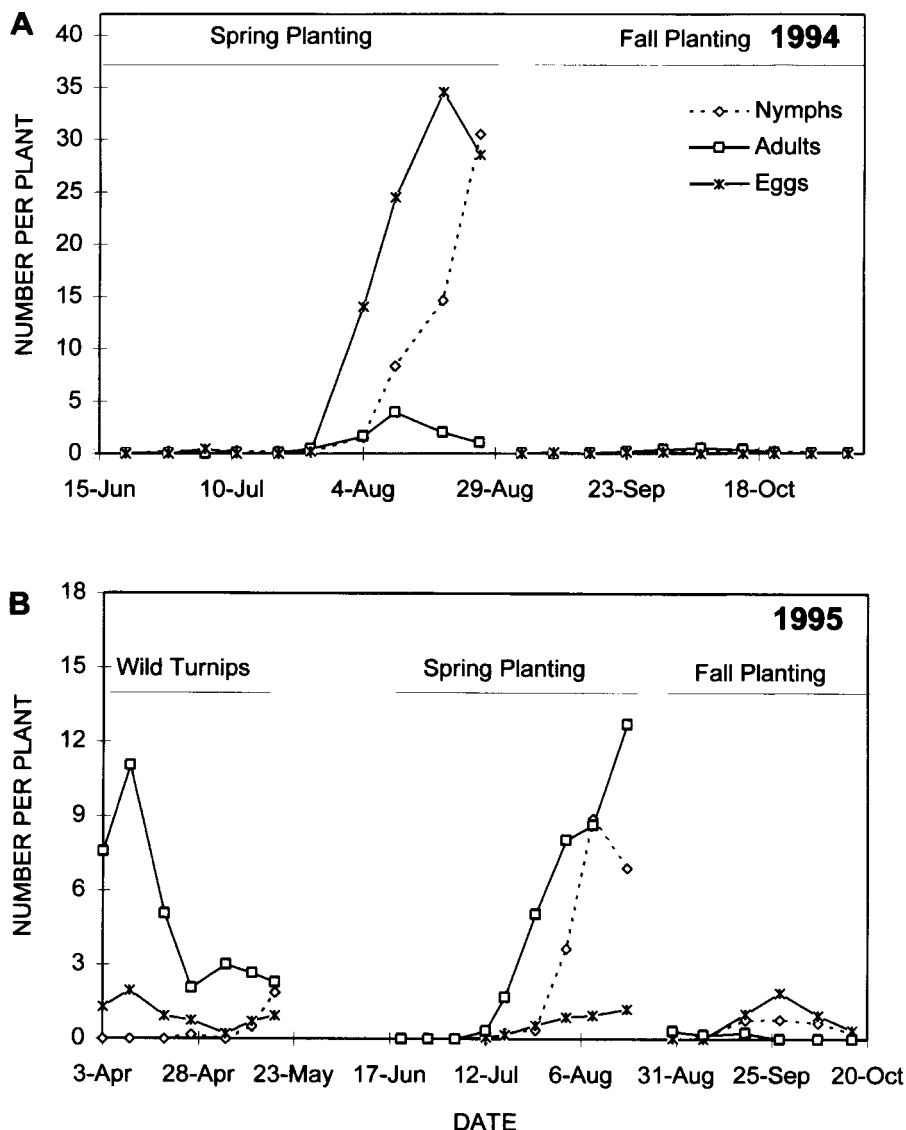 A
Spring Planting
Fall Planting 1994
NUMBER PER PLANT
40
35
30
25
20
15
10
5
0
Nymphs
Adults
Eggs
15-Jun 10-Jul 4-Aug 29-Aug 23-Sep 18-Oct
B
1995
Wild Turnips Spring Planting Fall Planting
NUMBER PER PLANT
18
15
12
9
6
3
0
3-Apr 28-Apr 23-May 17-Jun 12-Jul 6-Aug 31-Aug 25-Sep 20-Oct
DATE